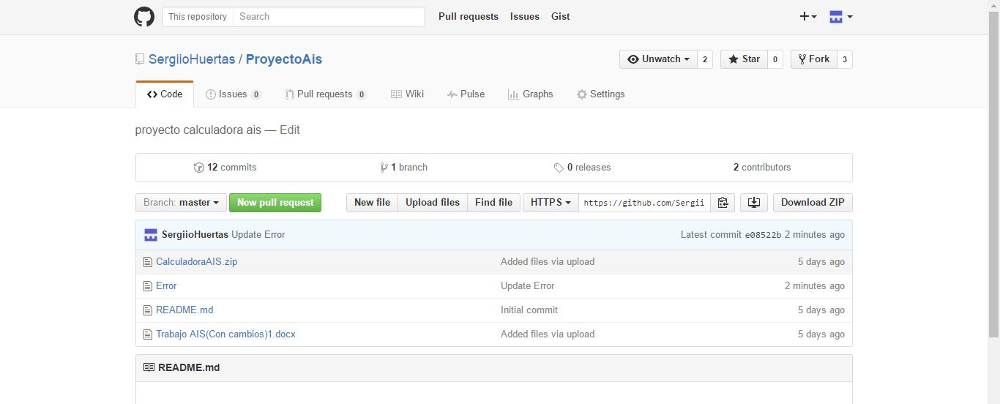 This repository Search Pull requests Issues Gist
SergiioHuertas / ProyectoAis Unwatch 2 Star 0 Fork 3
Code Issues 0 Pull requests 0 Wiki Pulse Graphs Settings
proyecto calculadora ais — Edit
12 commits 1 branch 0 releases 2 contributors
Branch: master New pull request New file Upload files Find file HTTPS https://github.com/Sergii Download ZIP
SergiioHuertas Update Error Latest commit e08522b 2 minutes ago
CalculadoraAIS.zip Added files via upload 5 days ago
Error Update Error 2 minutes ago
README.md Initial commit 5 days ago
Trabajo AIS(Con cambios)1.docx Added files via upload 5 days ago
README.md